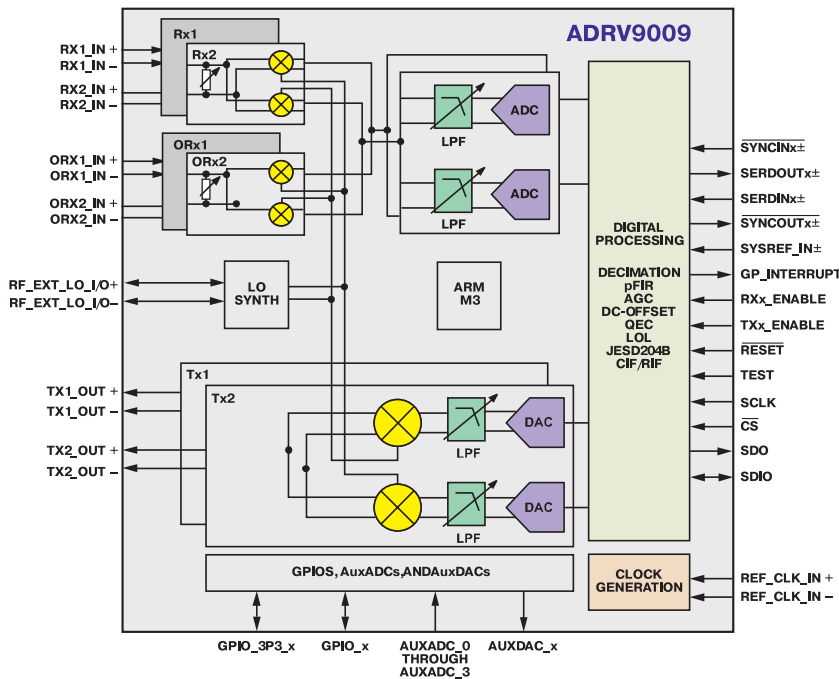 ADRV9009
RX1_IN +
RX1_IN −
RX2_IN +
RX2_IN −
Rx1
Rx2
ORX1_IN +
ORX1_IN −
ORX2_IN +
ORX2_IN −
ORx1
ORx2
LPF
ADC
LPF
ADC
RF_EXT_LO_I/O+
RF_EXT_LO_I/O−
LO
SYNTH
ARM
M3
TX1_OUT +
TX1_OUT −
TX2_OUT +
TX2_OUT −
Tx1
Tx2
LPF
DAC
LPF
DAC
DIGITAL
PROCESSING
DECIMATION
pFIR
AGC
DC-OFFSET
QEC
LOL
JESD204B
CIF/RIF
SYNCINx±
SERDOUTx±
SERDINx±
SYNCOUTx±
SYSREF_IN±
GP_INTERRUPT
RXx_ENABLE
TXx_ENABLE
RESET
TEST
SCLK
CS
SDO
SDIO
GPIOS, AuxADCs,ANDAuxDACs
CLOCK
GENERATION
REF_CLK_IN +
REF_CLK_IN −
GPIO_3P3_x
GPIO_x
AUXADC_0
THROUGH
AUXADC_3
AUXDAC_x